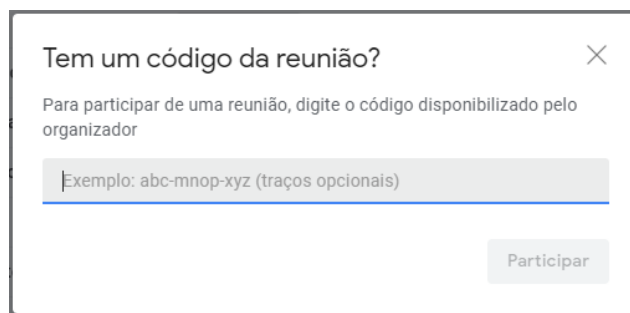 Tem um código da reunião?
Para participar de uma reunião, digite o código disponibilizado pelo
organizador
Exemplo: abc-mnop-xyz (traços opcionais)
Participar